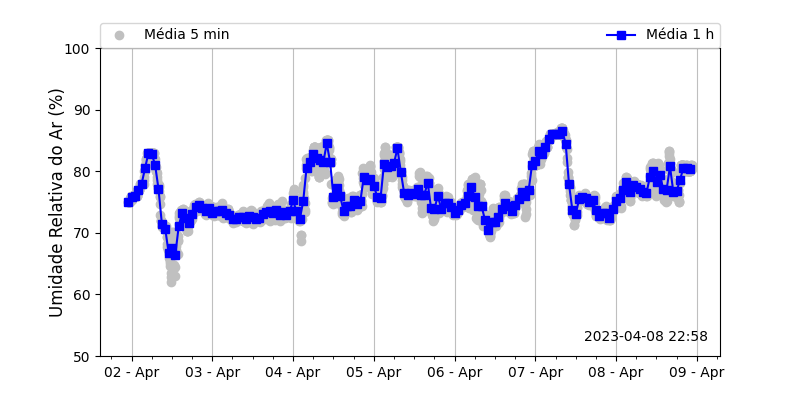 Média 5 min
Média 1 h
100
90
80
70
60
50
Umidade Relativa do Ar (%)
2023-04-08 22:58
02 - Apr
03 - Apr
04 - Apr
05 - Apr
06 - Apr
07 - Apr
08 - Apr
09 - Apr